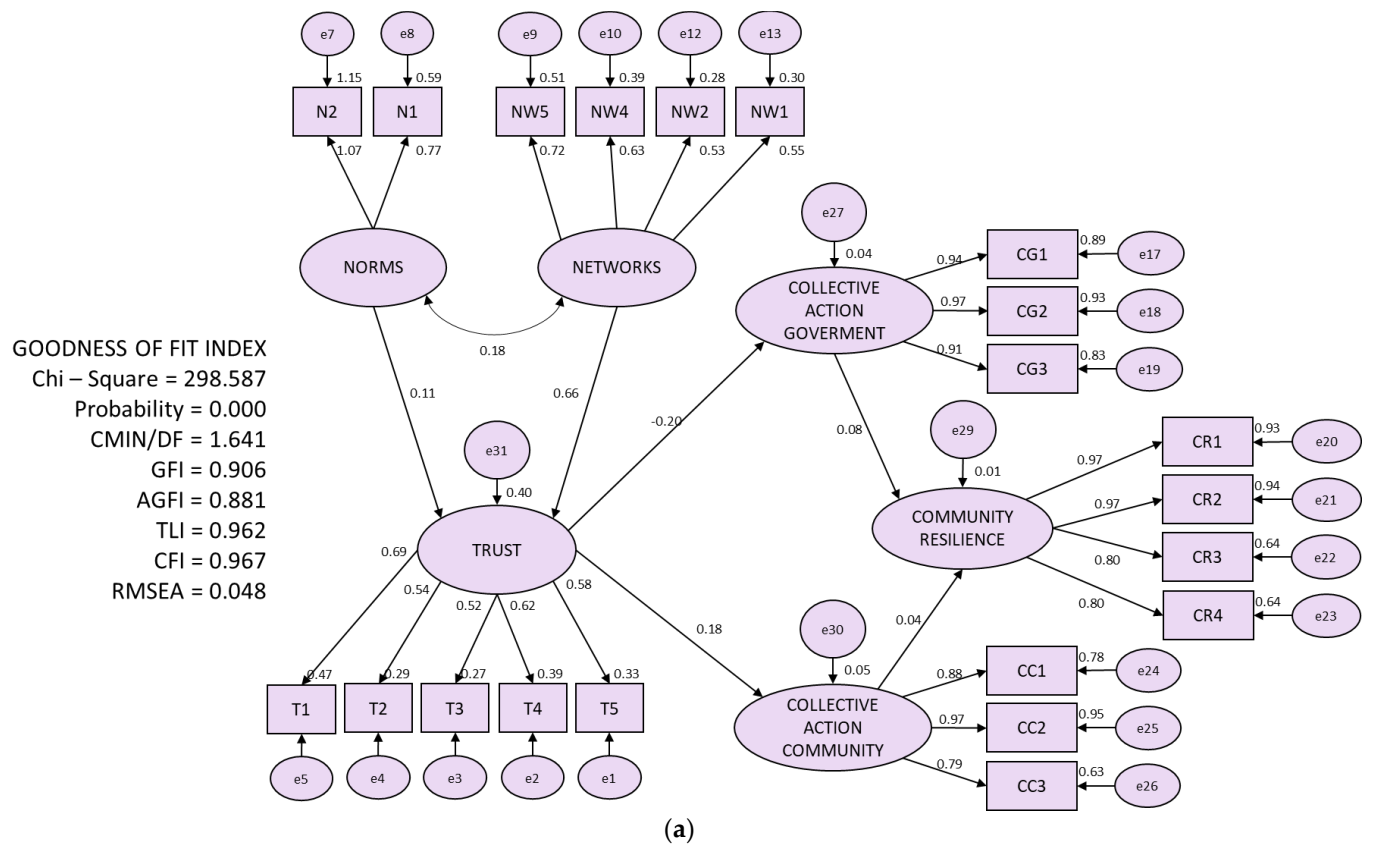 e7
e8
e9
e10
e12
e13
1.15
0.59
0.51
0.39
0.28
0.30
N2
N1
NW5
NW4
NW2
NW1
1.07
0.77
0.72
0.63
0.53
0.55
NORMS
NETWORKS
0.18
0.11
0.66
GOODNESS OF FIT INDEX
Chi – Square = 298.587
Probability = 0.000
CMIN/DF = 1.641
GFI = 0.906
AGFI = 0.881
TLI = 0.962
CFI = 0.967
RMSEA = 0.048
e31
0.40
TRUST
0.69
0.54
0.52
0.62
0.58
0.47
0.29
0.27
0.39
0.33
T1
T2
T3
T4
T5
e5
e4
e3
e2
e1
-0.20
0.18
e27
0.04
COLLECTIVE
ACTION
GOVERMENT
0.94
0.97
0.91
CG1
CG2
CG3
0.89
0.93
0.83
e17
e18
e19
0.08
e29
0.01
COMMUNITY
RESILIENCE
0.97
0.97
0.80
0.80
CR1
CR2
CR3
CR4
0.93
0.94
0.64
0.64
e20
e21
e22
e23
0.04
e30
0.05
COLLECTIVE
ACTION
COMMUNITY
0.88
0.97
0.79
CC1
CC2
CC3
0.78
0.95
0.63
e24
e25
e26
(a)